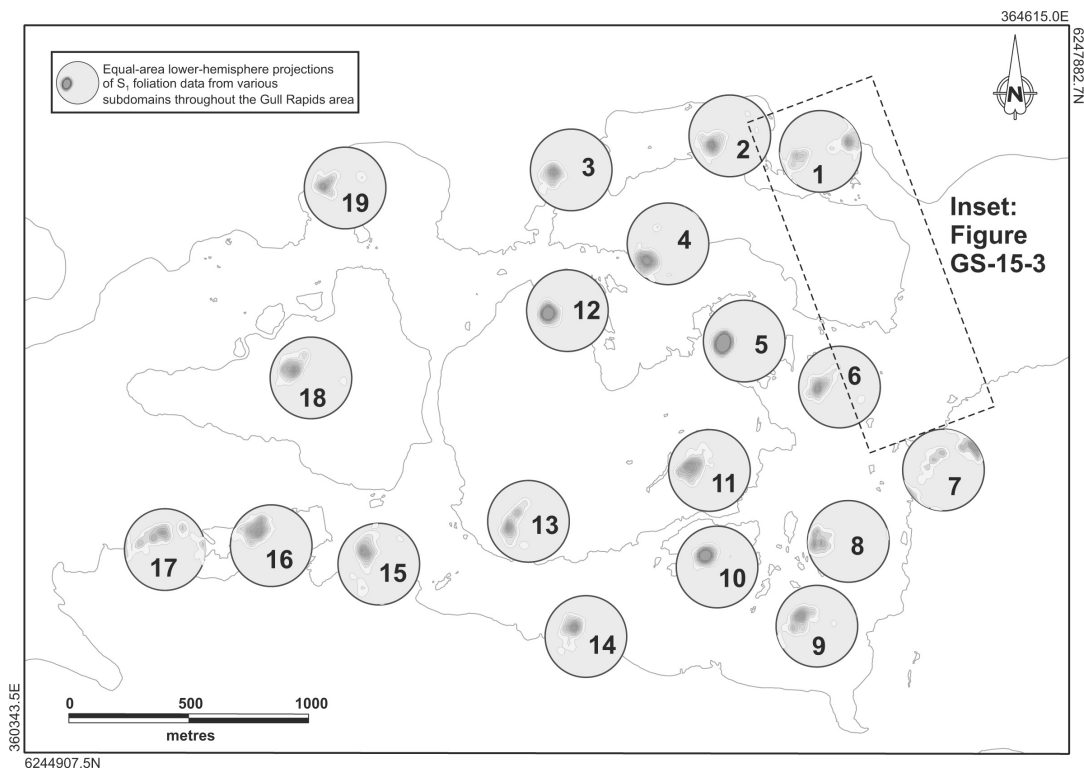 364615.0E
6247882.7N
Equal-area lower-hemisphere projections
of S₁ foliation data from various
subdomains throughout the Gull Rapids area
N
2
1
3
19
Inset:
Figure
GS-15-3
4
12
5
6
18
11
7
13
8
17
16
15
10
14
9
0 500 1000
metres
360343.5E
6244907.5N